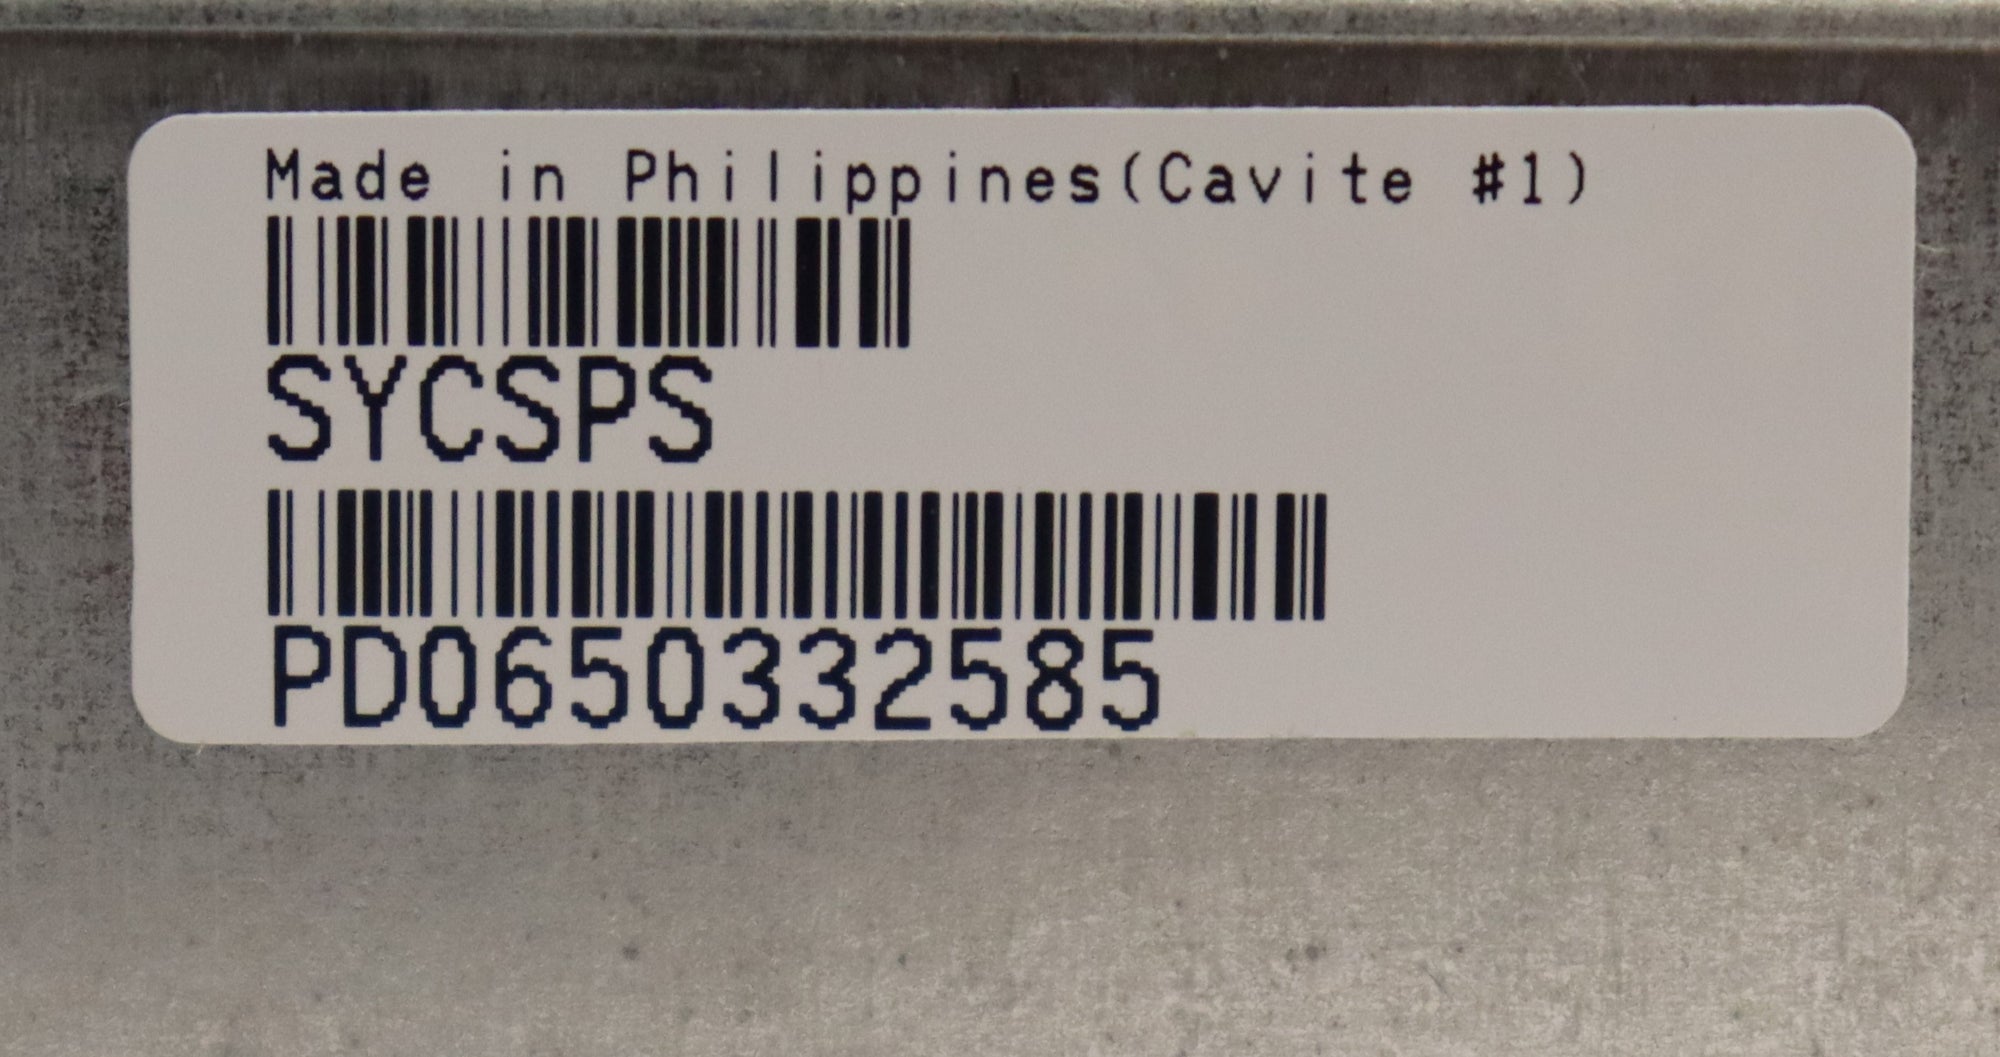 Made in Philippines(Cavite #1)
SYCSPS
PD0650332585